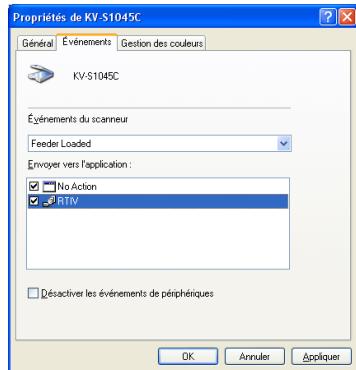 Propriétés de KV-S1045C
Général Événements Gestion des couleurs
KV-S1045C
Événements du scanneur
Feeder Loaded
Envoyer vers l'application :
No Action
RTIV
Désactiver les événements de périphériques
OK Annuler Appliquer